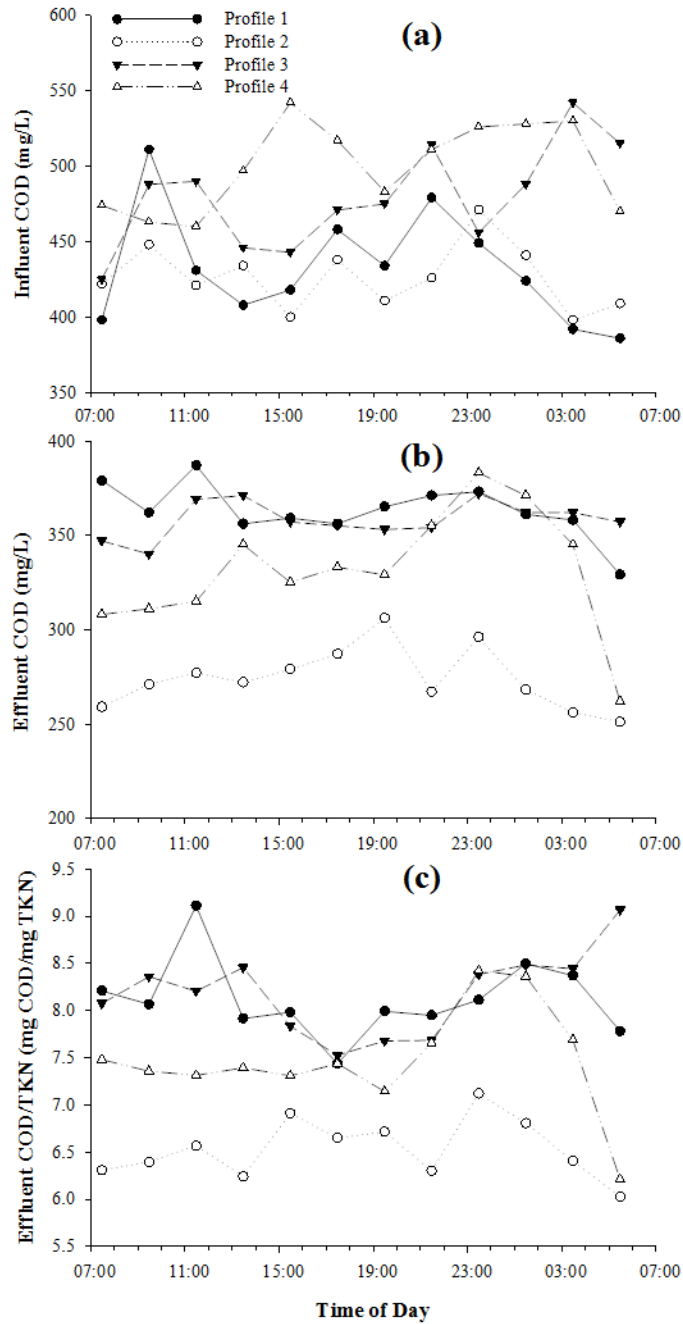 600
550
500
450
400
350
Influent COD (mg/L)
Profile 1
Profile 2
Profile 3
Profile 4
(a)
07:00 11:00 15:00 19:00 23:00 03:00 07:00
400
350
300
250
200
Effluent COD (mg/L)
(b)
07:00 11:00 15:00 19:00 23:00 03:00 07:00
9.5
9.0
8.5
8.0
7.5
7.0
6.5
6.0
5.5
Effluent COD/TKN (mg COD/mg TKN)
(c)
07:00 11:00 15:00 19:00 23:00 03:00 07:00
Time of Day